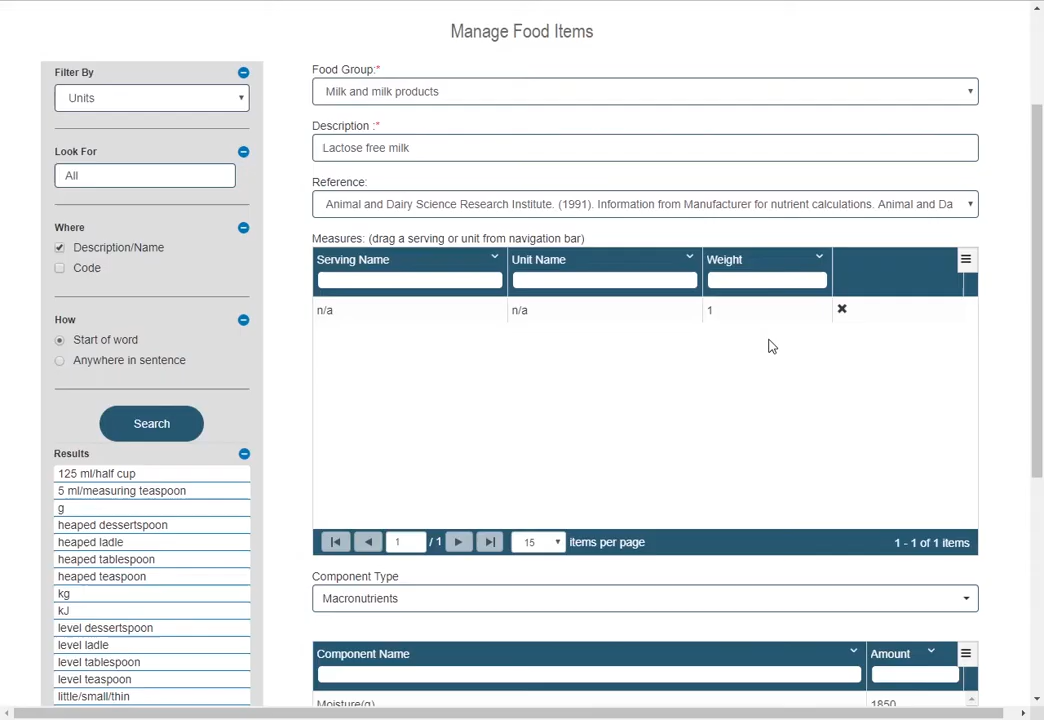 Manage Food Items
Filter By
Units
Look For
All
Where
Description/Name
Code
How
Start of word
Anywhere in sentence
Search
Results
125 ml/half cup
5 ml/measuring teaspoon
g
heaped dessertspoon
heaped ladle
heaped tablespoon
heaped teaspoon
kg
kJ
level dessertspoon
level ladle
level tablespoon
level teaspoon
little/small/thin
Food Group:*
Milk and milk products
Description :*
Lactose free milk
Reference:
Animal and Dairy Science Research Institute. (1991). Information from Manufacturer for nutrient calculations. Animal and Da
Measures: (drag a serving or unit from navigation bar)
Serving Name Unit Name Weight
n/a n/a 1
1 / 1 15 items per page 1 - 1 of 1 items
Component Type
Macronutrients
Component Name Amount
Moisture(g) 1850